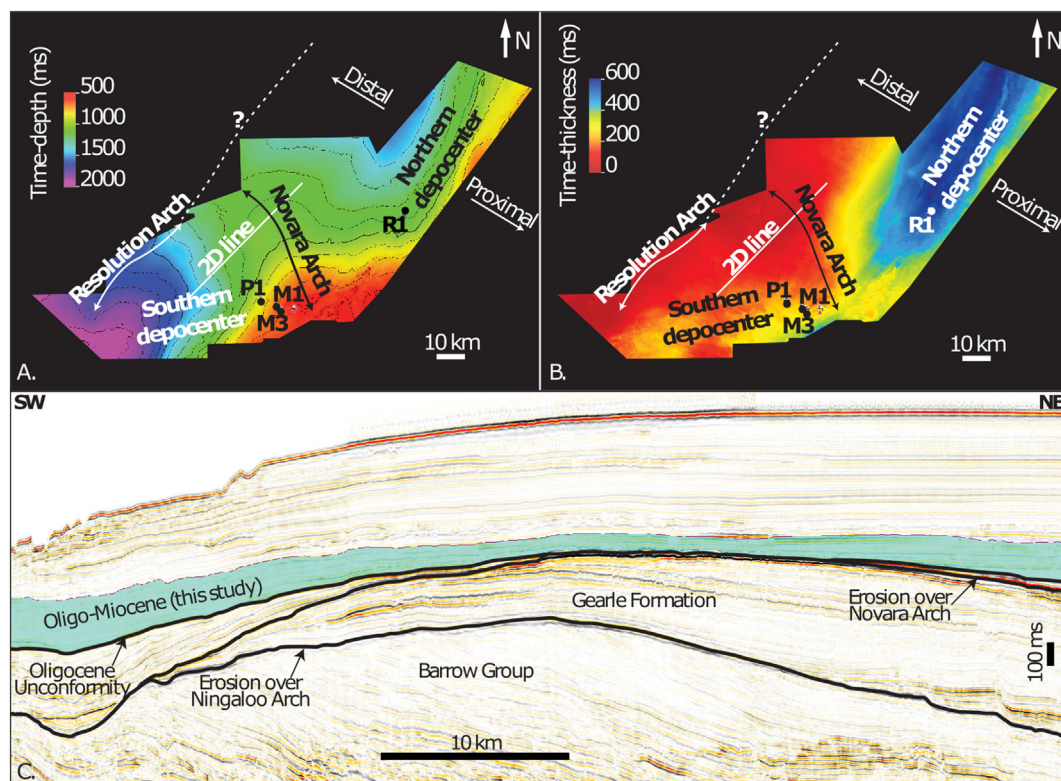 Time-depth (ms)
500
1000
1500
2000
N
Distal
Proximal
?
Northern
depocenter
R1
Novara Arch
Resolution Arch
2D line
Southern
depocenter
P1
M1
M3
10 km
A.
Time-thickness (ms)
600
400
200
0
N
Distal
Proximal
?
Northern
depocenter
R1
Novara Arch
Resolution Arch
2D line
Southern
depocenter
P1
M1
M3
10 km
B.
SW
NE
Oligo-Miocene (this study)
Gearle Formation
Erosion over
Novara Arch
Oligocene
Unconformity
Erosion over
Ningaloo Arch
Barrow Group
100 ms
10 km
C.